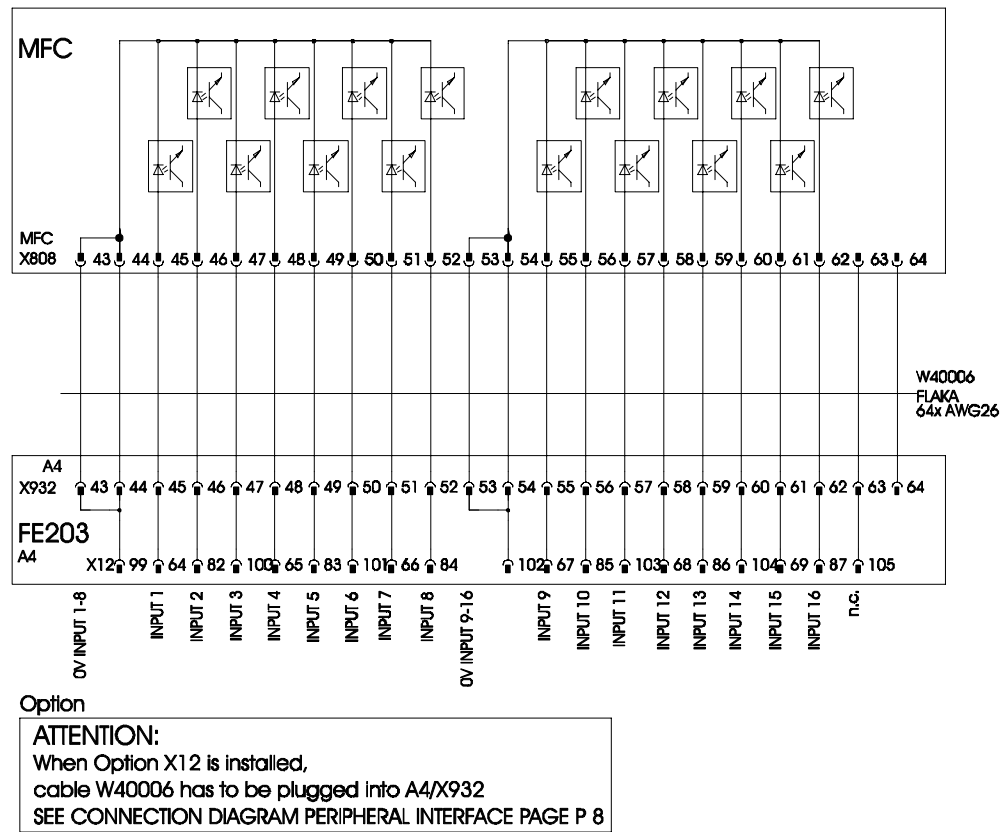 MFC
MFC
X808 43 44 45 46 47 48 49 50 51 52 53 54 55 56 57 58 59 60 61 62 63 64
W40006
FLAKA
64x AWG26
A4
X932 43 44 45 46 47 48 49 50 51 52 53 54 55 56 57 58 59 60 61 62 63 64
FE203
A4
X12 99 64 82 100 65 83 101 66 84 102 67 85 103 68 86 104 69 87 105
0V INPUT 1-8
INPUT 1
INPUT 2
INPUT 3
INPUT 4
INPUT 5
INPUT 6
INPUT 7
INPUT 8
0V INPUT 9-16
INPUT 9
INPUT 10
INPUT 11
INPUT 12
INPUT 13
INPUT 14
INPUT 15
INPUT 16
n.c.
Option
ATTENTION:
When Option X12 is installed,
cable W40006 has to be plugged into A4/X932
SEE CONNECTION DIAGRAM PERIPHERAL INTERFACE PAGE P 8